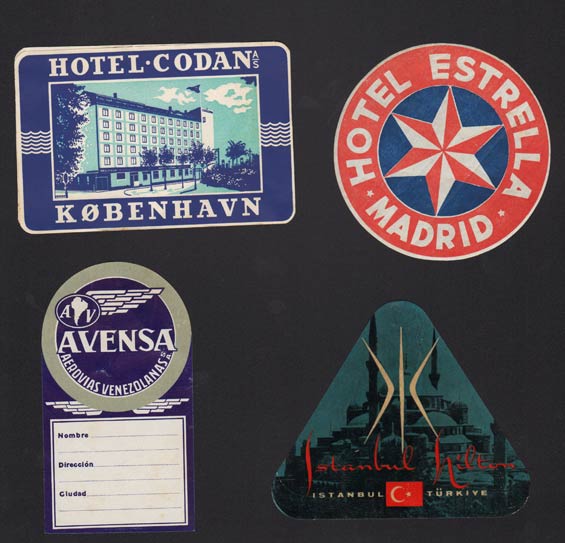 HOTEL·CODAN A/S
KØBENHAVN
HOTEL ESTRELLA
MADRID
AV
AVENSA
AEROVIAS VENEZOLANAS S.A.
Nombre
Dirección
Ciudad
Istanbul Hilton
ISTANBUL TÜRKIYE